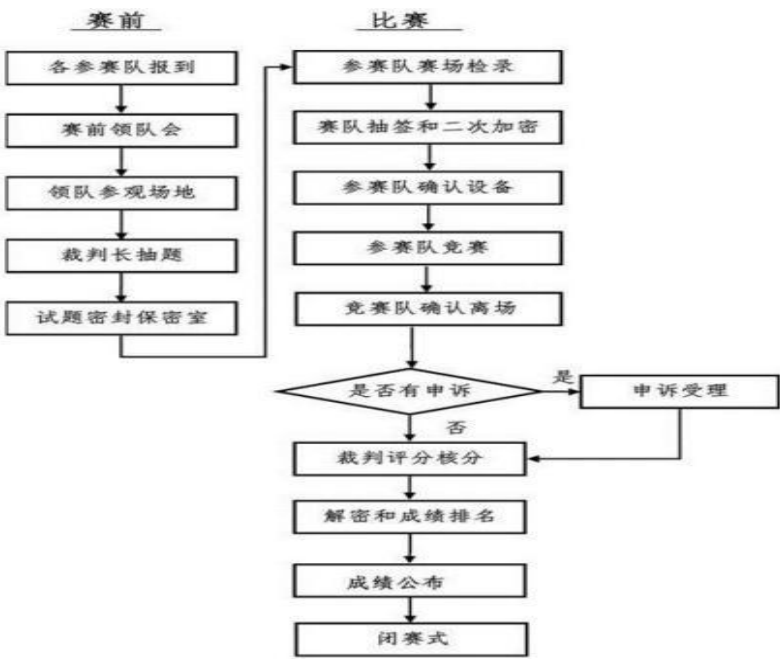 赛前
各参赛队报到
赛前领队会
领队参观场地
裁判长抽题
试题密封保密室
比赛
参赛队赛场检录
赛队抽签和二次加密
参赛队确认设备
参赛队竞赛
竞赛队确认离场
是否有申诉
是
申诉受理
否
裁判评分核分
解密和成绩排名
成绩公布
闭赛式